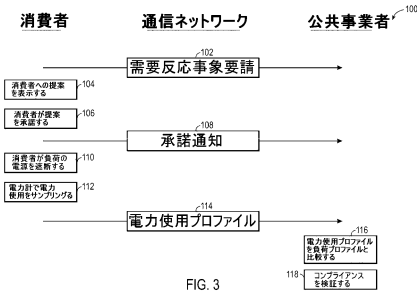 消費者 通信ネットワーク 公共事業者 100
102
需要反応事象要請
消費者への提案
を表示する
104
消費者が提案
を承諾する
106
108
承諾通知
消費者が負荷の
電源を遮断する
110
電力計で電力
使用をサンプリングする
112
114
電力使用プロファイル
116
電力使用プロファイル
を負荷プロファイルと
比較する
118
コンプライアンス
を検証する
FIG. 3